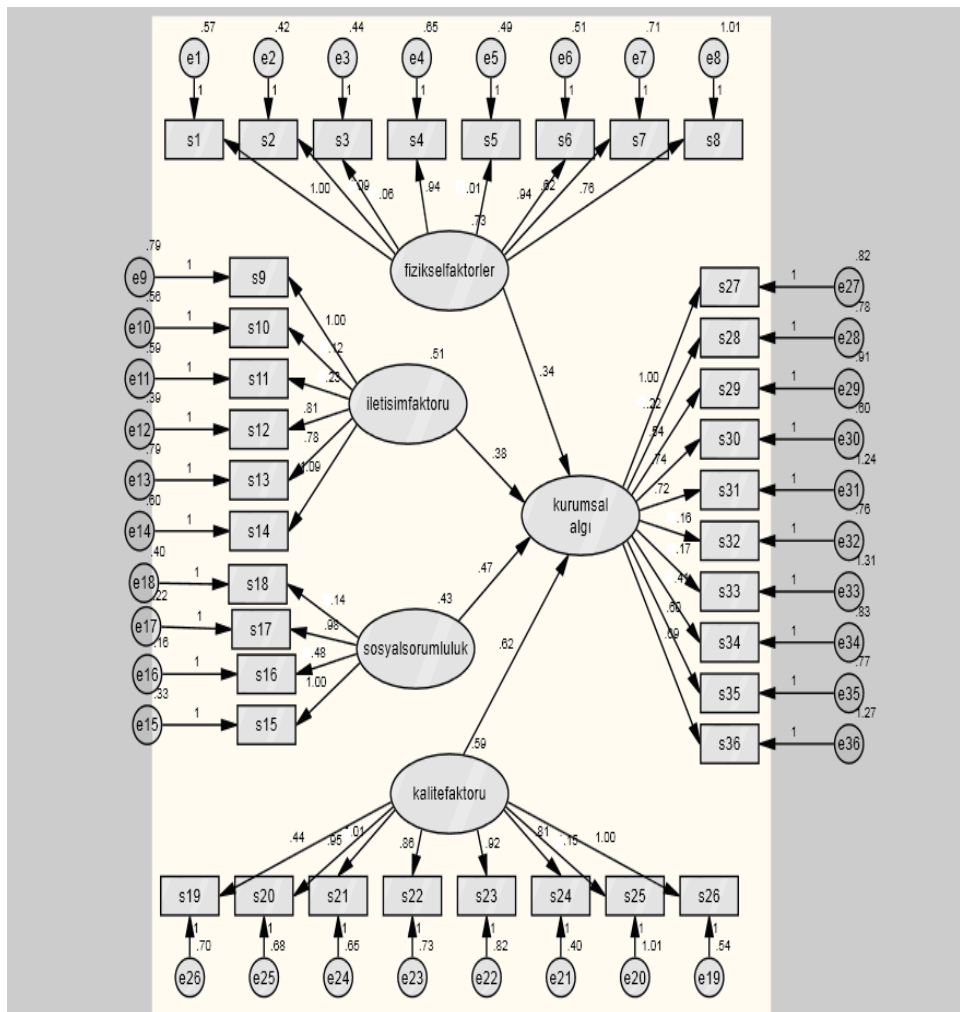 .57 .42 .44 .65 .49 .51 .71 1.01
e1 e2 e3 e4 e5 e6 e7 e8
1 1 1 1 1 1 1 1
s1 s2 s3 s4 s5 s6 s7 s8
1.00 .09 .06 .94 .01 .94 .62 .76
.73
fizikselfaktorler
.34
.79
e9 1 s9
.56
e10 1 s10
.59
e11 1 s11
.39
e12 1 s12
.79
e13 1 s13
.60
e14 1 s14
1.00
.12
.23
.81
.78
1.09
.51
iletisimfaktoru
.38
.40
e18 1 s18
.22
e17 1 s17
.16
e16 1 s16
.33
e15 1 s15
.14
.98
.48
1.00
.43
sosyalsorumluluk
.47
kurumsal
algı
1.00
.22
.54
.74
.72
.16
.17
.41
.60
.69
.82
s27 1 e27
.78
s28 1 e28
.91
s29 1 e29
.60
s30 1 e30
1.24
s31 1 e31
.76
s32 1 e32
1.31
s33 1 e33
.83
s34 1 e34
.77
s35 1 e35
1.27
s36 1 e36
.62
.59
kalitefaktoru
.44 .95 .01 .86 .92 .81 .15 1.00
s19 s20 s21 s22 s23 s24 s25 s26
1 1 1 1 1 1 1 1
.70 .68 .65 .73 .82 .40 1.01 .54
e26 e25 e24 e23 e22 e21 e20 e19